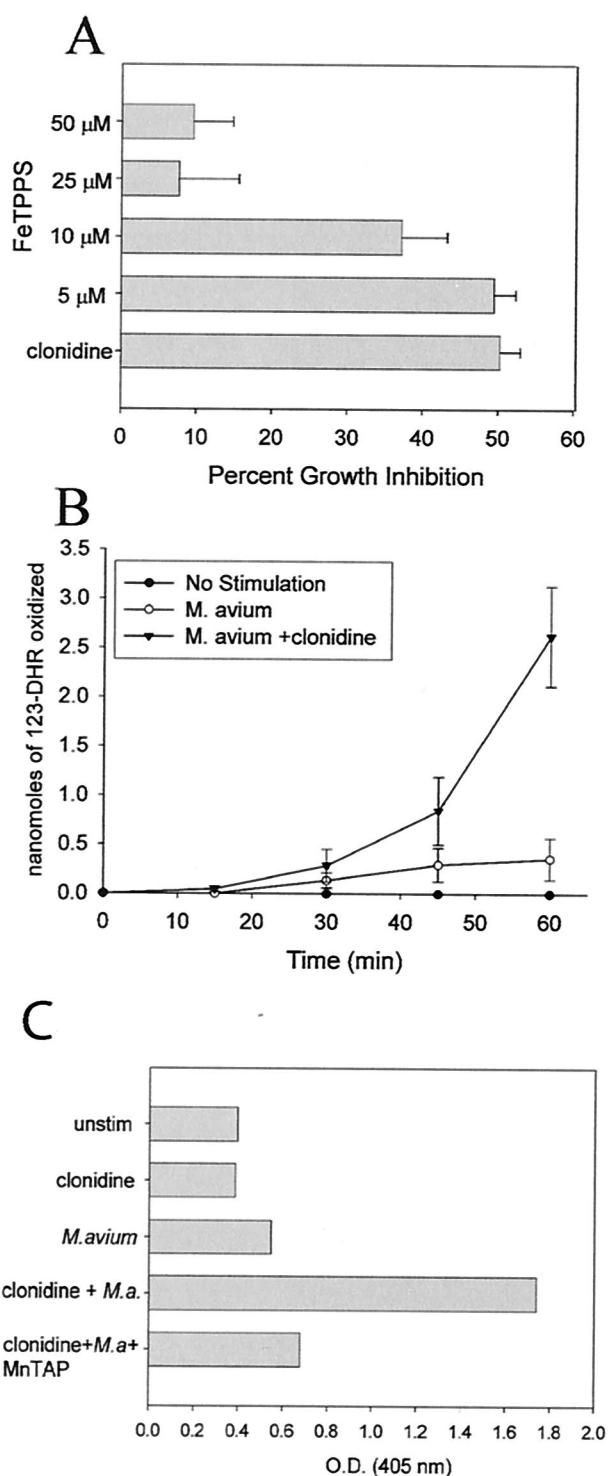 A
FeTPPS
50 μM
25 μM
10 μM
5 μM
clonidine
0 10 20 30 40 50 60
Percent Growth Inhibition
B
nanomoles of 123-DHR oxidized
3.5
3.0
2.5
2.0
1.5
1.0
0.5
0.0
No Stimulation
M. avium
M. avium +clonidine
0 10 20 30 40 50 60
Time (min)
C
unstim
clonidine
M.avium
clonidine + M.a.
clonidine+M.a+
MnTAP
0.0 0.4 0.6 0.8 1.0 1.2 1.4 1.6 1.8 2.0
O.D. (405 nm)